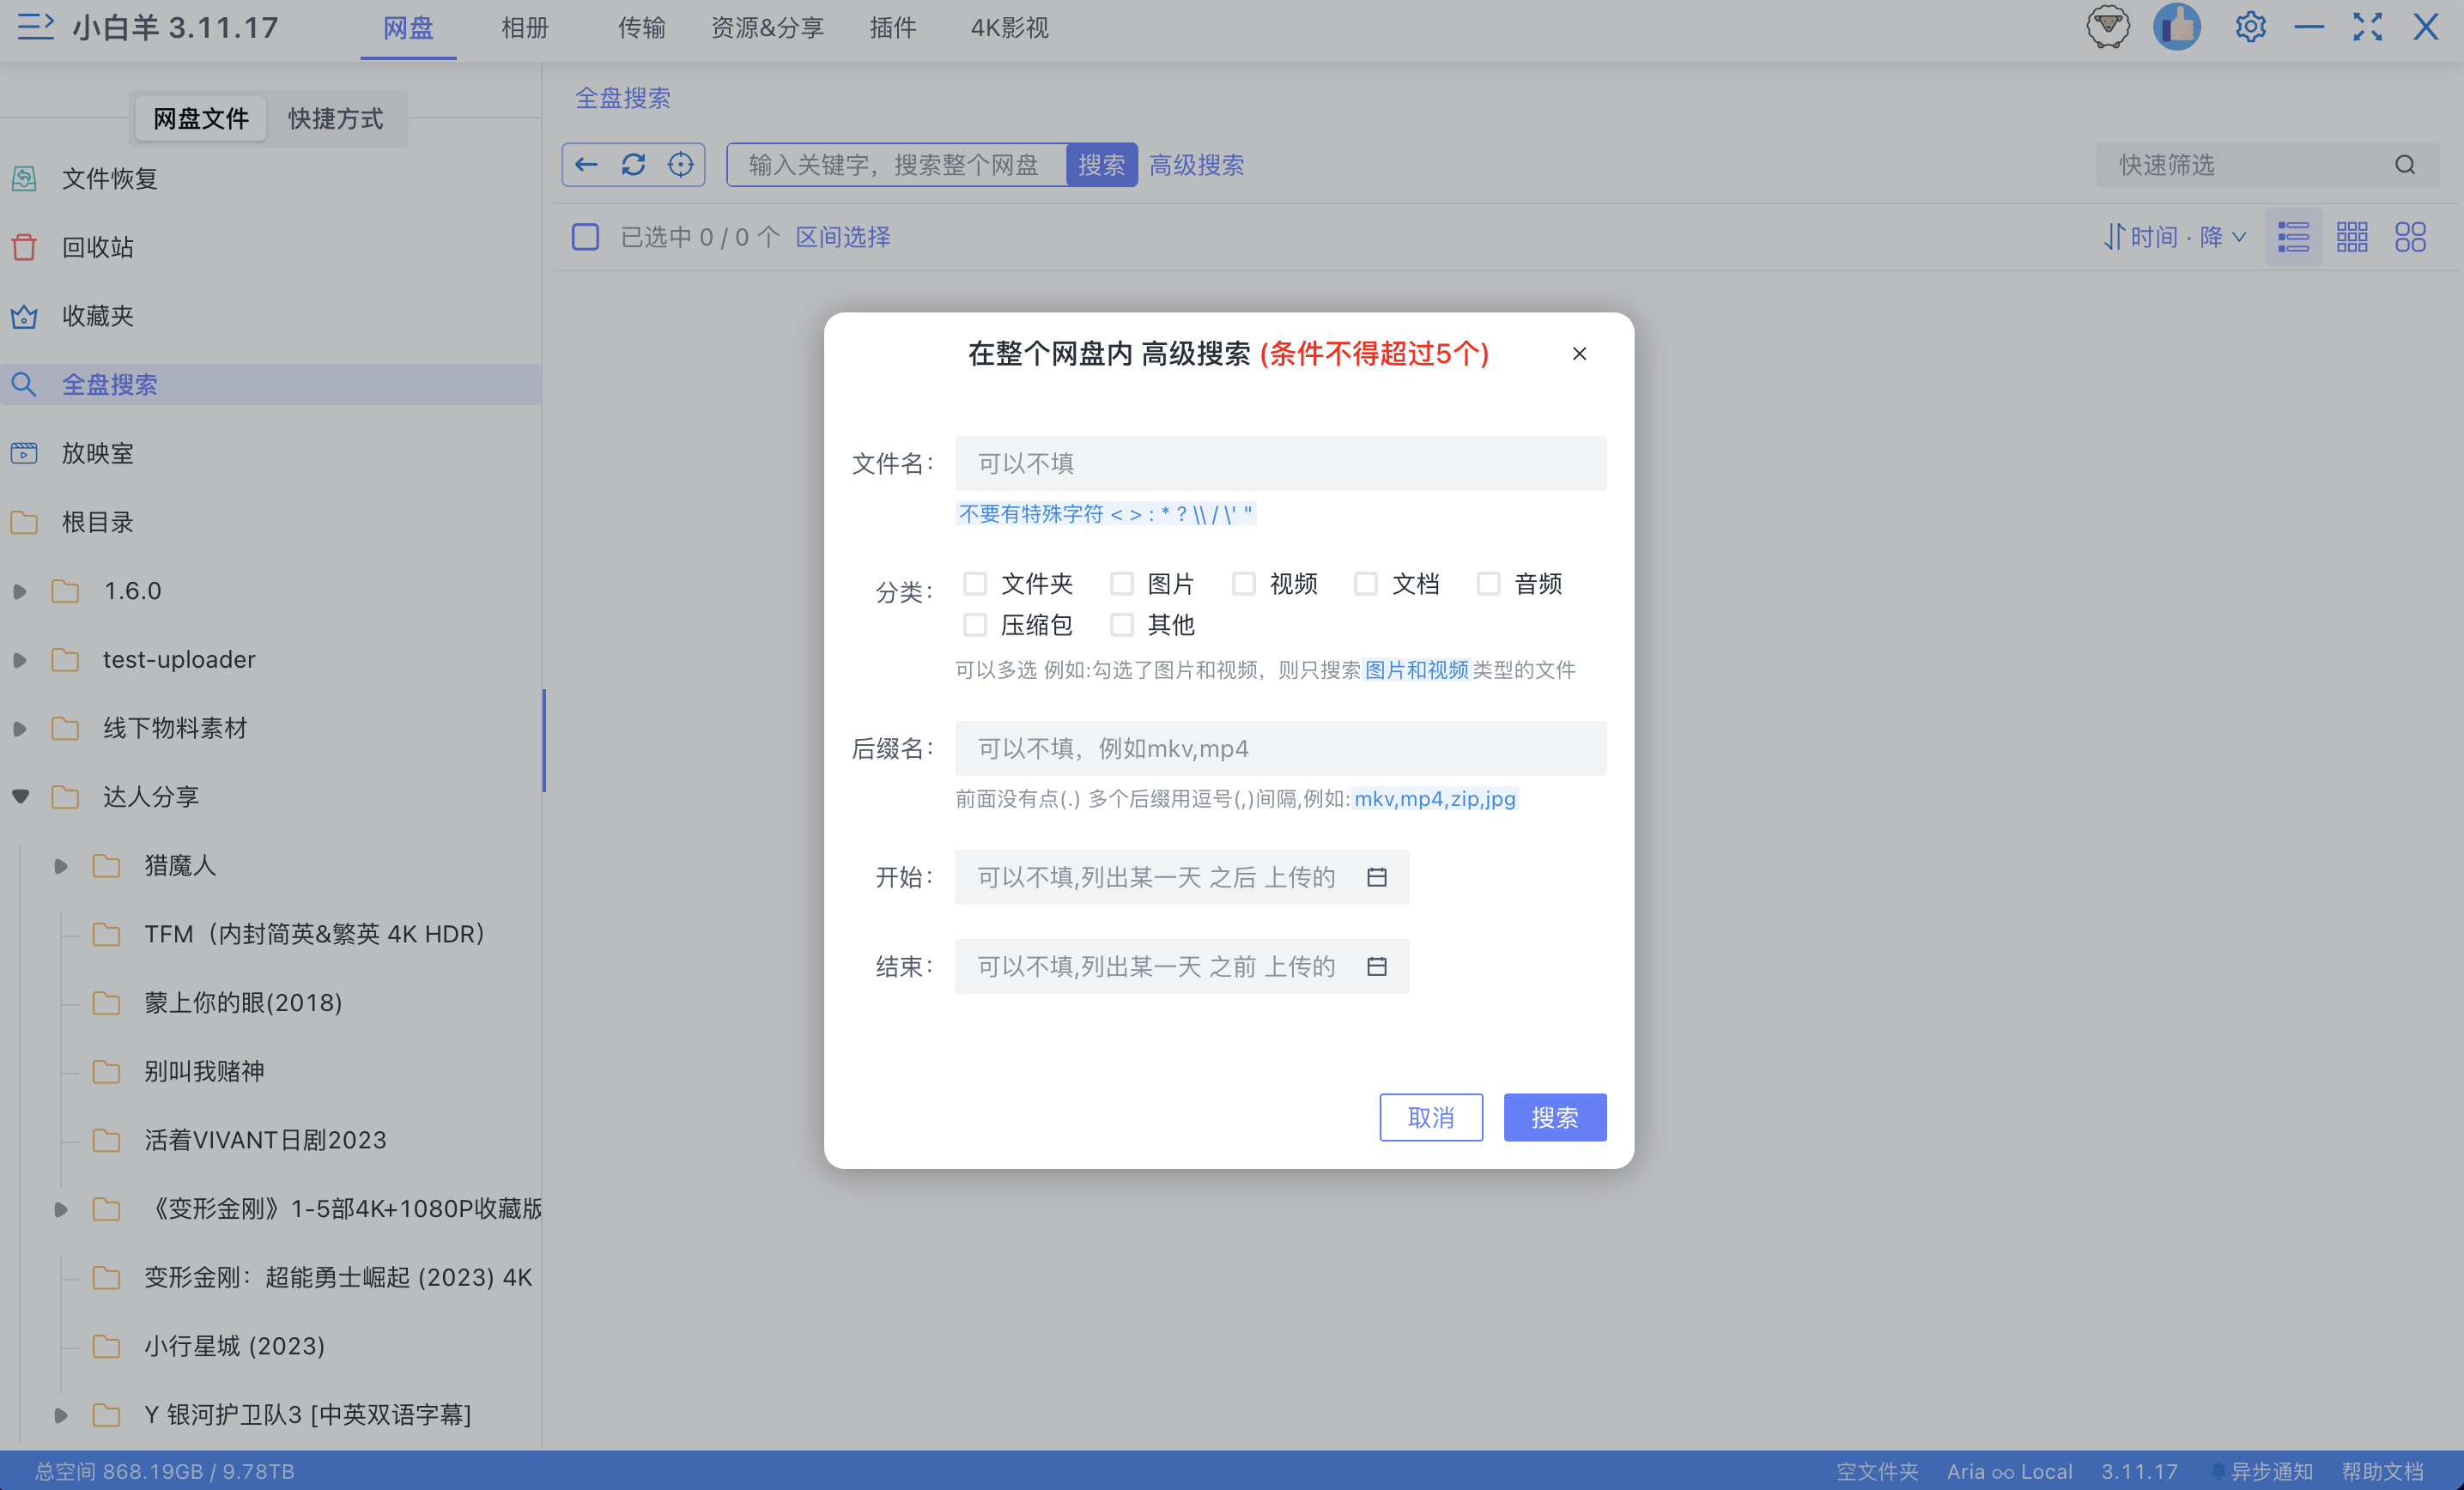 小白羊 3.11.17
网盘
相册
传输
资源&分享
插件
4K影视
网盘文件
快捷方式
文件恢复
回收站
收藏夹
全盘搜索
放映室
根目录
1.6.0
test-uploader
线下物料素材
达人分享
猎魔人
TFM（内封简英&繁英 4K HDR）
蒙上你的眼(2018)
别叫我赌神
活着VIVANT日剧2023
《变形金刚》1-5部4K+1080P收藏版
变形金刚：超能勇士崛起 (2023) 4K
小行星城 (2023)
Y 银河护卫队3 [中英双语字幕]
全盘搜索
输入关键字，搜索整个网盘
搜索
高级搜索
快速筛选
已选中 0 / 0 个
区间选择
时间 · 降
在整个网盘内 高级搜索 (条件不得超过5个)
文件名：
可以不填
不要有特殊字符 < > : * ? \\ / \' "
分类：
文件夹
图片
视频
文档
音频
压缩包
其他
可以多选 例如:勾选了图片和视频，则只搜索图片和视频类型的文件
后缀名：
可以不填，例如mkv,mp4
前面没有点(.) 多个后缀用逗号(,)间隔,例如:mkv,mp4,zip,jpg
开始：
可以不填,列出某一天 之后 上传的
结束：
可以不填,列出某一天 之前 上传的
取消
搜索
总空间 868.19GB / 9.78TB
空文件夹
Aria
Local
3.11.17
异步通知
帮助文档